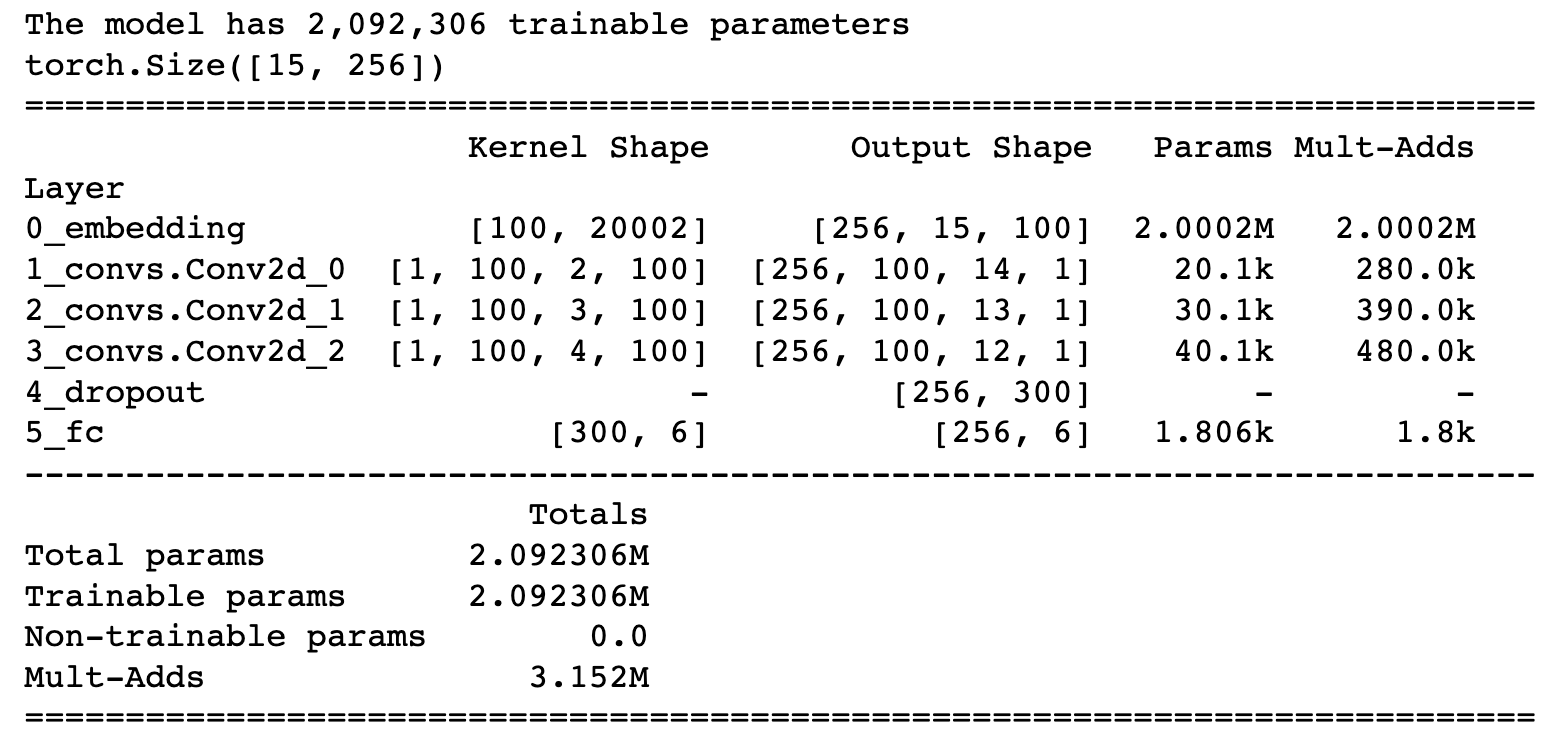 The model has 2,092,306 trainable parameters
torch.Size([15, 256])
===========================================================================
                      Kernel Shape       Output Shape   Params Mult-Adds
Layer
0_embedding           [100, 20002]     [256, 15, 100]  2.0002M   2.0002M
1_convs.Conv2d_0  [1, 100, 2, 100]  [256, 100, 14, 1]    20.1k    280.0k
2_convs.Conv2d_1  [1, 100, 3, 100]  [256, 100, 13, 1]    30.1k    390.0k
3_convs.Conv2d_2  [1, 100, 4, 100]  [256, 100, 12, 1]    40.1k    480.0k
4_dropout                        -         [256, 300]        -         -
5_fc                      [300, 6]           [256, 6]   1.806k      1.8k
---------------------------------------------------------------------------
                         Totals
Total params          2.092306M
Trainable params      2.092306M
Non-trainable params        0.0
Mult-Adds                3.152M
===========================================================================